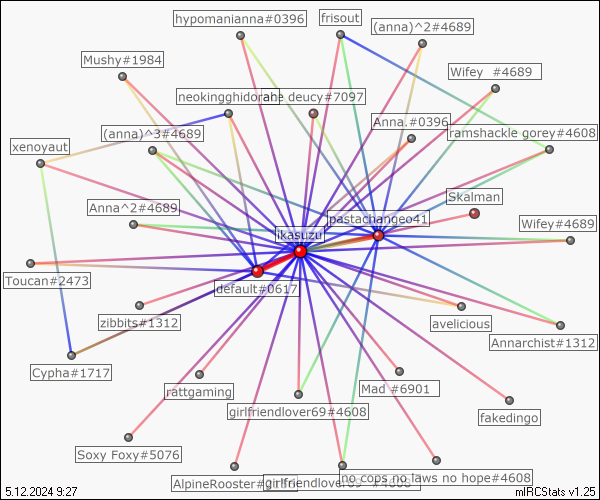 hypomanianna#0396
frisout
(anna)^2#4689
Mushy#1984
Wifey #4689
neokingghidorah
deucy#7097
(anna)^3#4689
Anna.#0396
ramshackle gorey#4608
xenoyaut
Skalman
Anna^2#4689
pastachangeo41
Wifey#4689
ikasuzu
Toucan#2473
default#0617
zibbits#1312
avelicious
Annarchist#1312
Cypha#1717
rattgaming
Mad #6901
girlfriendlover69#4608
fakedingo
Soxy Foxy#5076
AlpineRooster
girlfriendlover69
no cops no laws no hope#4608
5.12.2024 9:27
mIRCStats v1.25